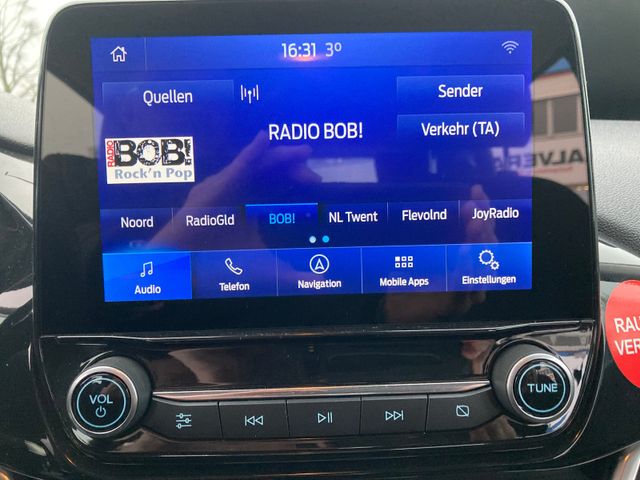 16:31 3°
Quellen
Sender
RADIO BOB!
Verkehr (TA)
RADIO BOB!
Rock'n Pop
Noord RadioGld BOB! NL Twent Flevolnd JoyRadio
Audio Telefon Navigation Mobile Apps Einstellungen
VOL
TUNE